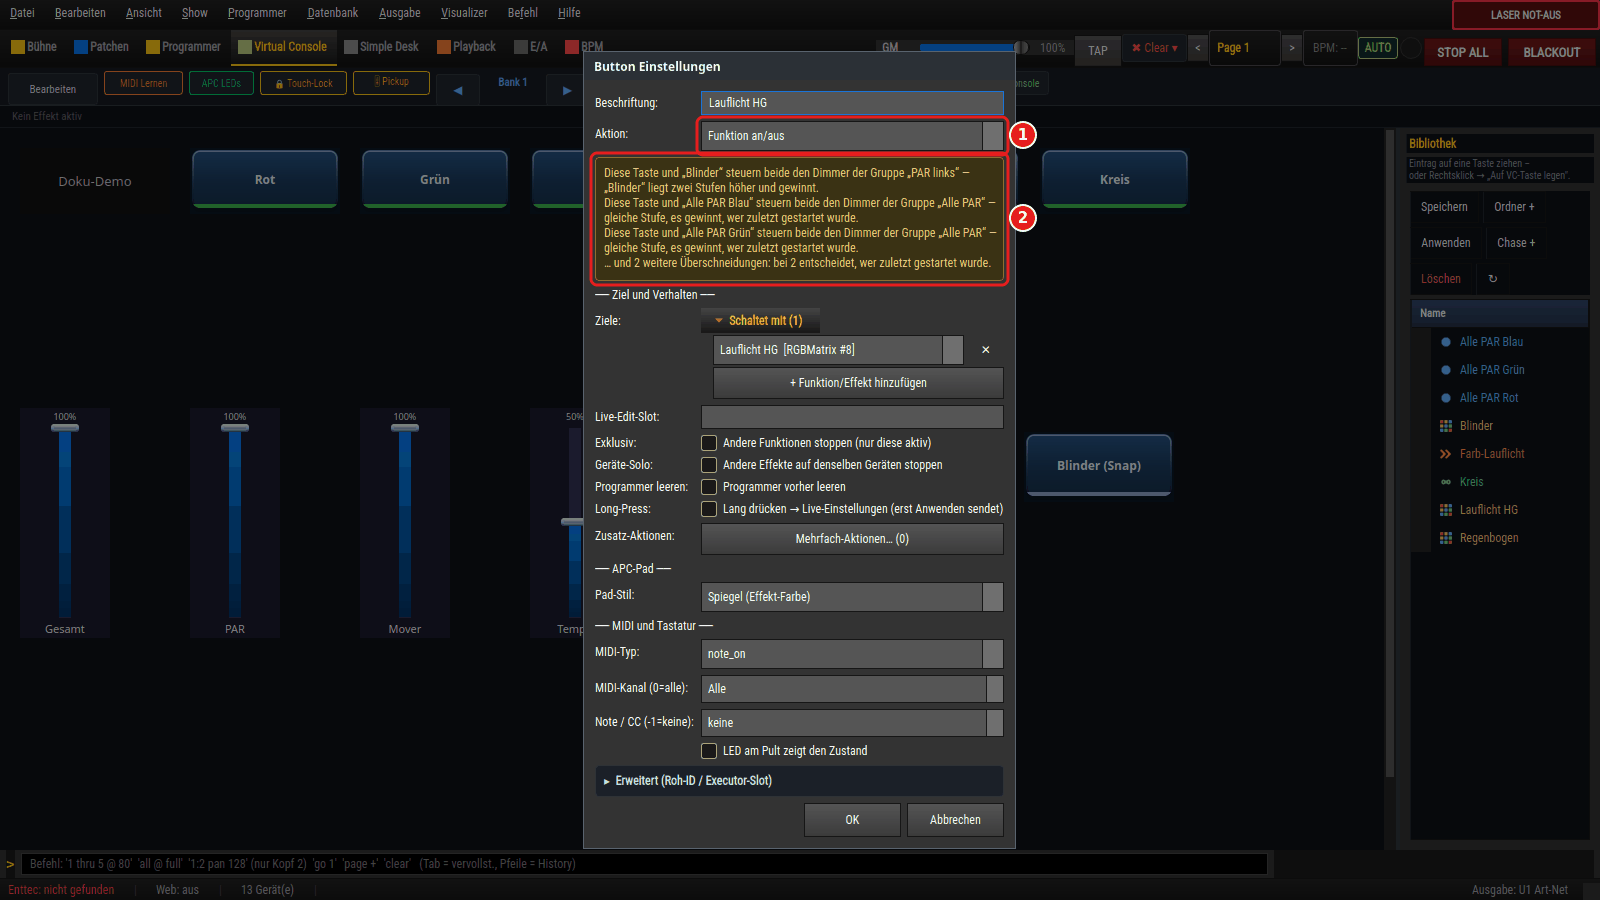 Datei Bearbeiten Ansicht Show Programmer Datenbank Ausgabe Visualizer Befehl Hilfe
LASER NOT-AUS
Bühne Patchen Programmer Virtual Console Simple Desk Playback E/A BPM
GM 100% TAP ✖ Clear ▾ < Page 1 > BPM: -- AUTO STOP ALL BLACKOUT
Bearbeiten MIDI Lernen APC LEDs Touch-Lock Pickup ◀ Bank 1 ▶
Kein Effekt aktiv
Doku-Demo Rot Grün Kreis
100% 100% 100% 50%
Gesamt PAR Mover
Blinder (Snap)
Button Einstellungen
Beschriftung: Lauflicht HG
Aktion: Funktion an/aus
1
Diese Taste und „Blinder“ steuern beide den Dimmer der Gruppe „PAR links“ –
„Blinder“ liegt zwei Stufen höher und gewinnt.
Diese Taste und „Alle PAR Blau“ steuern beide den Dimmer der Gruppe „Alle PAR“ –
gleiche Stufe, es gewinnt, wer zuletzt gestartet wurde.
Diese Taste und „Alle PAR Grün“ steuern beide den Dimmer der Gruppe „Alle PAR“ –
gleiche Stufe, es gewinnt, wer zuletzt gestartet wurde.
… und 2 weitere Überschneidungen: bei 2 entscheidet, wer zuletzt gestartet wurde.
2
── Ziel und Verhalten ──
Ziele: ▾ Schaltet mit (1)
Lauflicht HG [RGBMatrix #8] ✕
+ Funktion/Effekt hinzufügen
Live-Edit-Slot:
Exklusiv: Andere Funktionen stoppen (nur diese aktiv)
Geräte-Solo: Andere Effekte auf denselben Geräten stoppen
Programmer leeren: Programmer vorher leeren
Long-Press: Lang drücken → Live-Einstellungen (erst Anwenden sendet)
Zusatz-Aktionen: Mehrfach-Aktionen… (0)
── APC-Pad ──
Pad-Stil: Spiegel (Effekt-Farbe)
── MIDI und Tastatur ──
MIDI-Typ: note_on
MIDI-Kanal (0=alle): Alle
Note / CC (-1=keine): keine
LED am Pult zeigt den Zustand
▸ Erweitert (Roh-ID / Executor-Slot)
OK Abbrechen
Bibliothek
Eintrag auf eine Taste ziehen –
oder Rechtsklick → „Auf VC-Taste legen“.
Speichern Ordner +
Anwenden Chase +
Löschen ↻
Name
Alle PAR Blau
Alle PAR Grün
Alle PAR Rot
Blinder
Farb-Lauflicht
Kreis
Lauflicht HG
Regenbogen
> Befehl: '1 thru 5 @ 80' 'all @ full' '1:2 pan 128' (nur Kopf 2) 'go 1' 'page +' 'clear' (Tab = vervollst., Pfeile = History)
Enttec: nicht gefunden Web: aus 13 Gerät(e) Ausgabe: U1 Art-Net